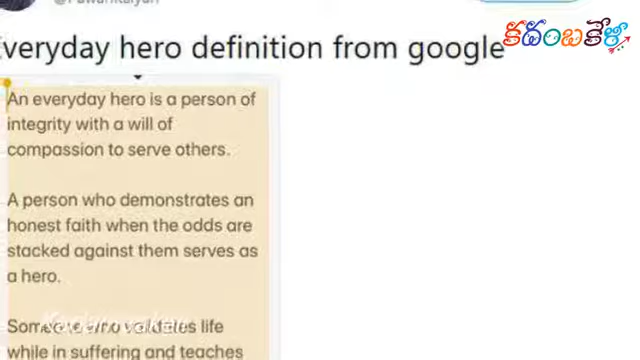 @PawanKalyan
కదంబకేళి
veryday hero definition from google
An everyday hero is a person of
integrity with a will of
compassion to serve others.
A person who demonstrates an
honest faith when the odds are
stacked against them serves as
a hero.
life
while in suffering and teaches